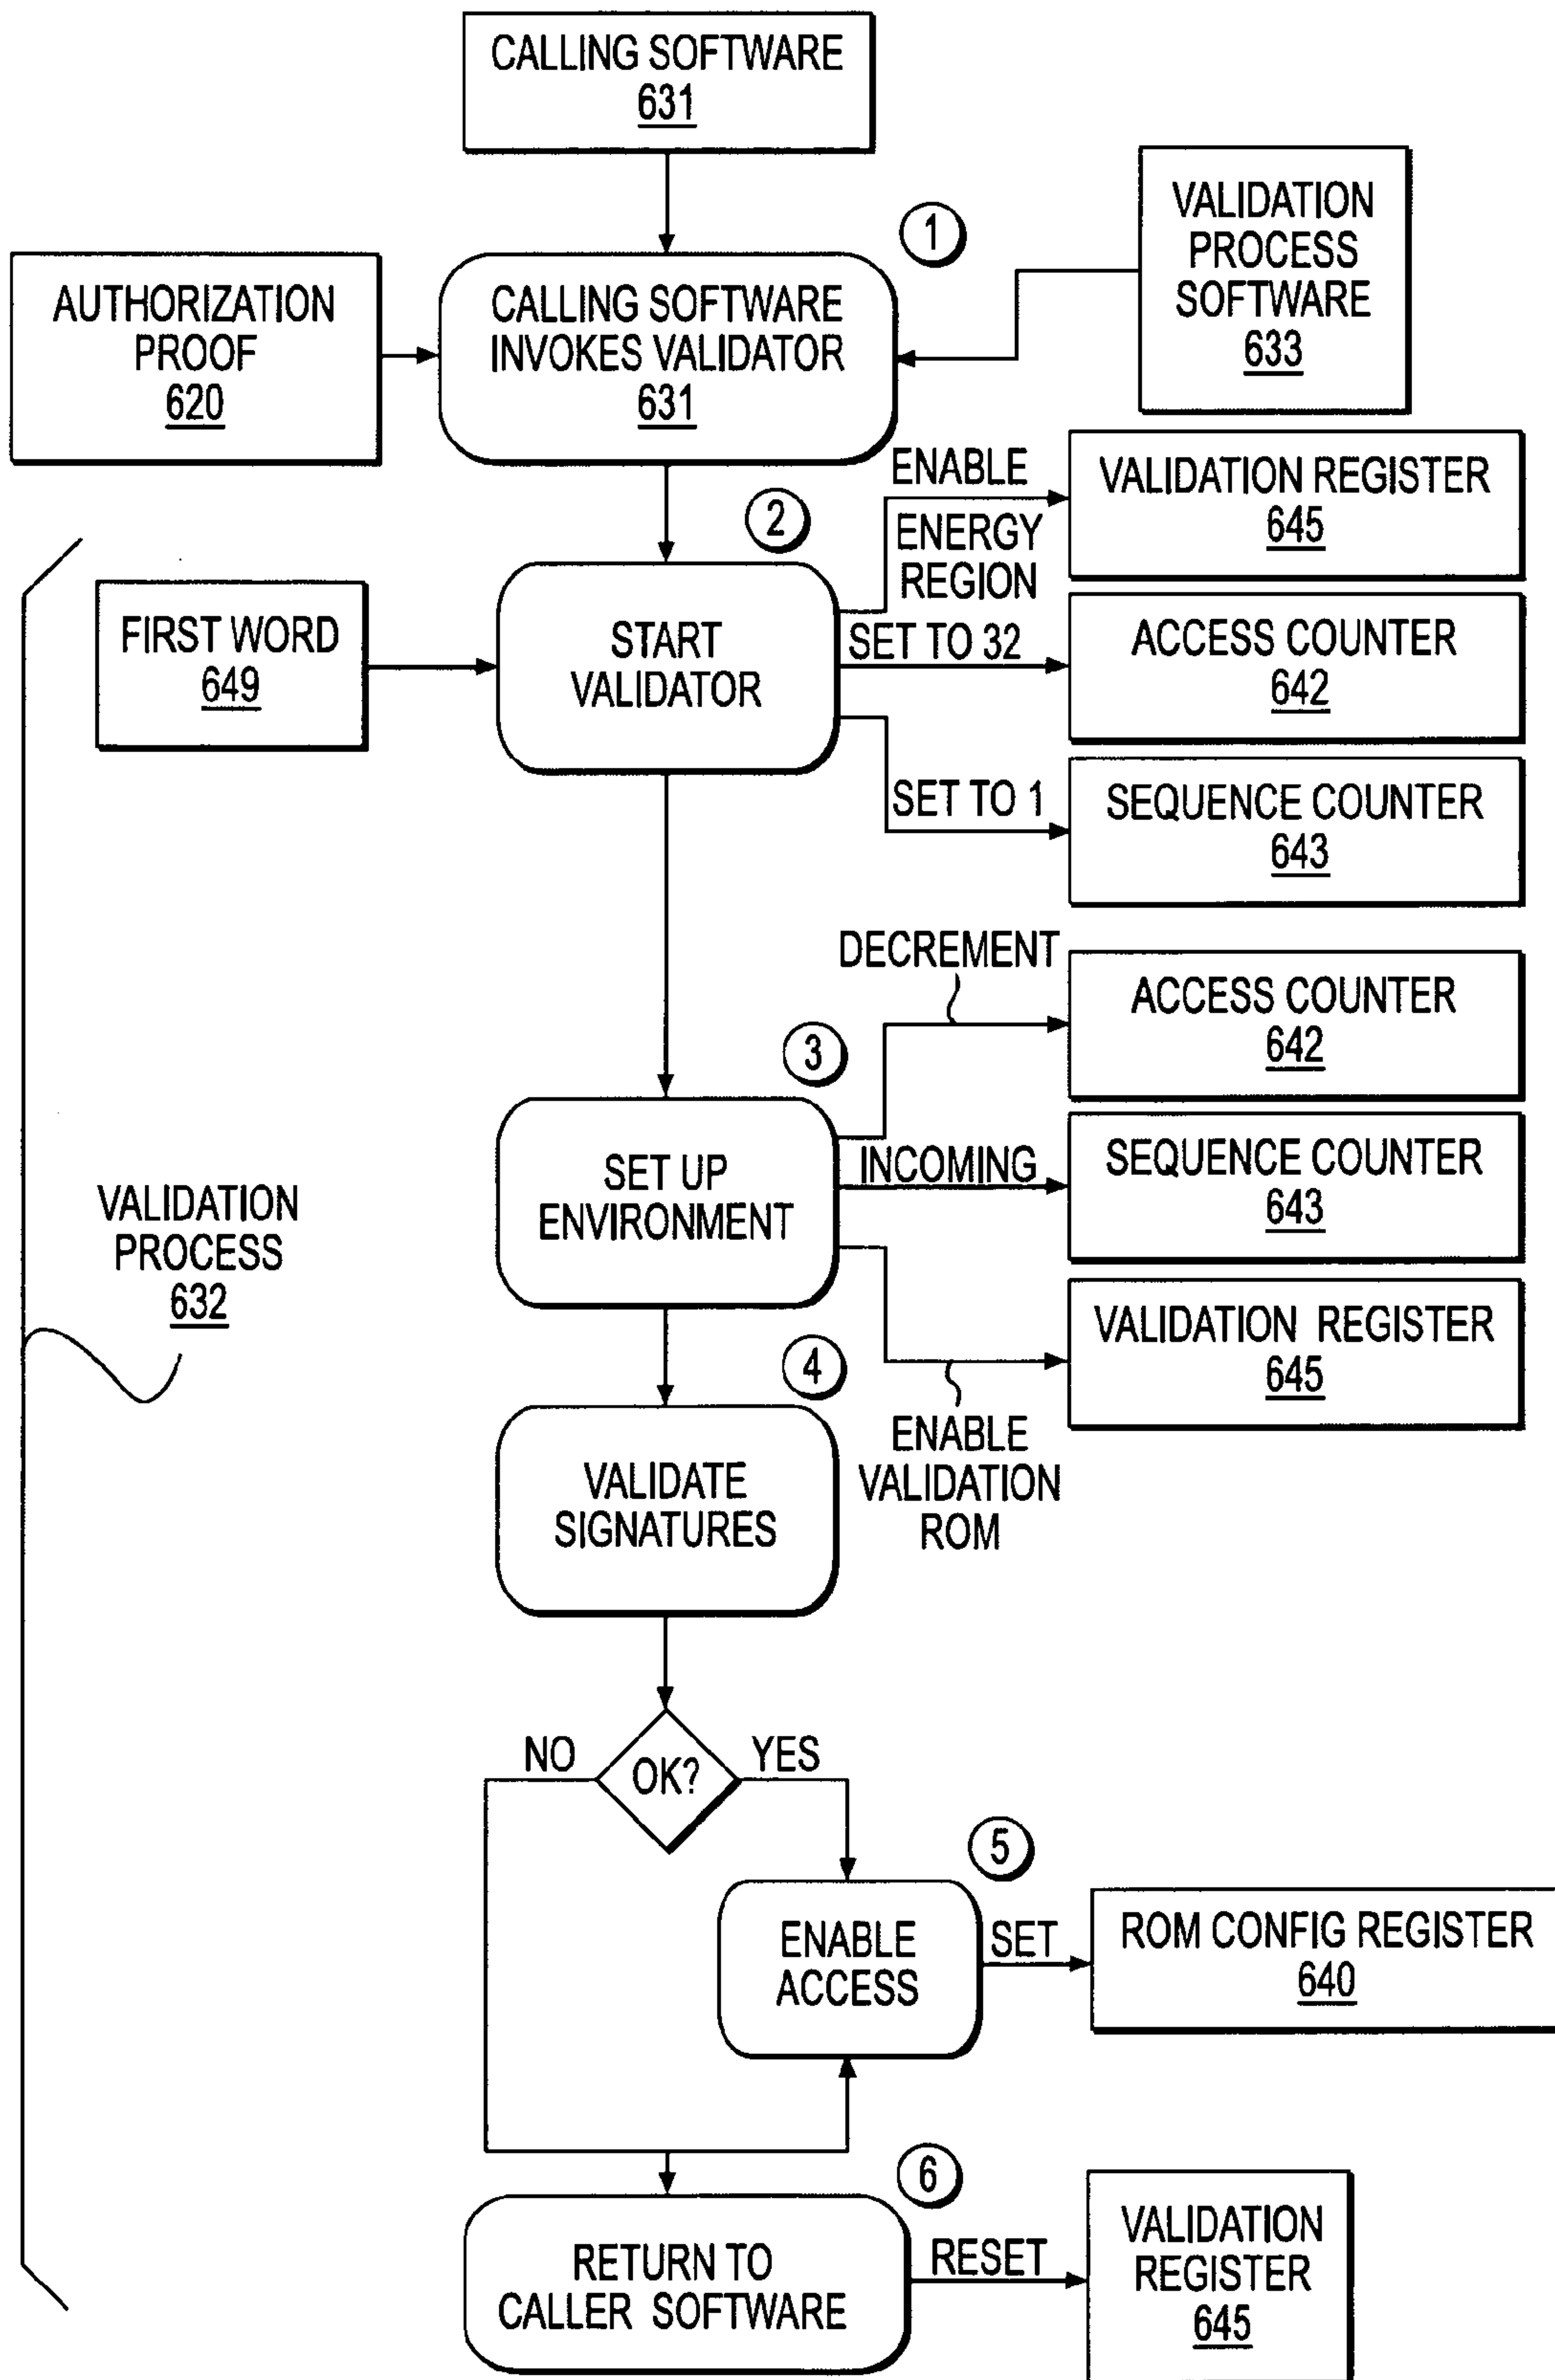 CALLING SOFTWARE
631
1
VALIDATION
PROCESS
SOFTWARE
633
AUTHORIZATION
PROOF
620
CALLING SOFTWARE
INVOKES VALIDATOR
631
2
ENABLE
ENERGY
REGION
VALIDATION REGISTER
645
FIRST WORD
649
START
VALIDATOR
SET TO 32
ACCESS COUNTER
642
SET TO 1
SEQUENCE COUNTER
643
DECREMENT
ACCESS COUNTER
642
3
SET UP
ENVIRONMENT
INCOMING
SEQUENCE COUNTER
643
VALIDATION
PROCESS
632
VALIDATION REGISTER
645
4
ENABLE
VALIDATION
ROM
VALIDATE
SIGNATURES
NO
OK?
YES
5
ENABLE
ACCESS
SET
ROM CONFIG REGISTER
640
6
RETURN TO
CALLER SOFTWARE
RESET
VALIDATION
REGISTER
645